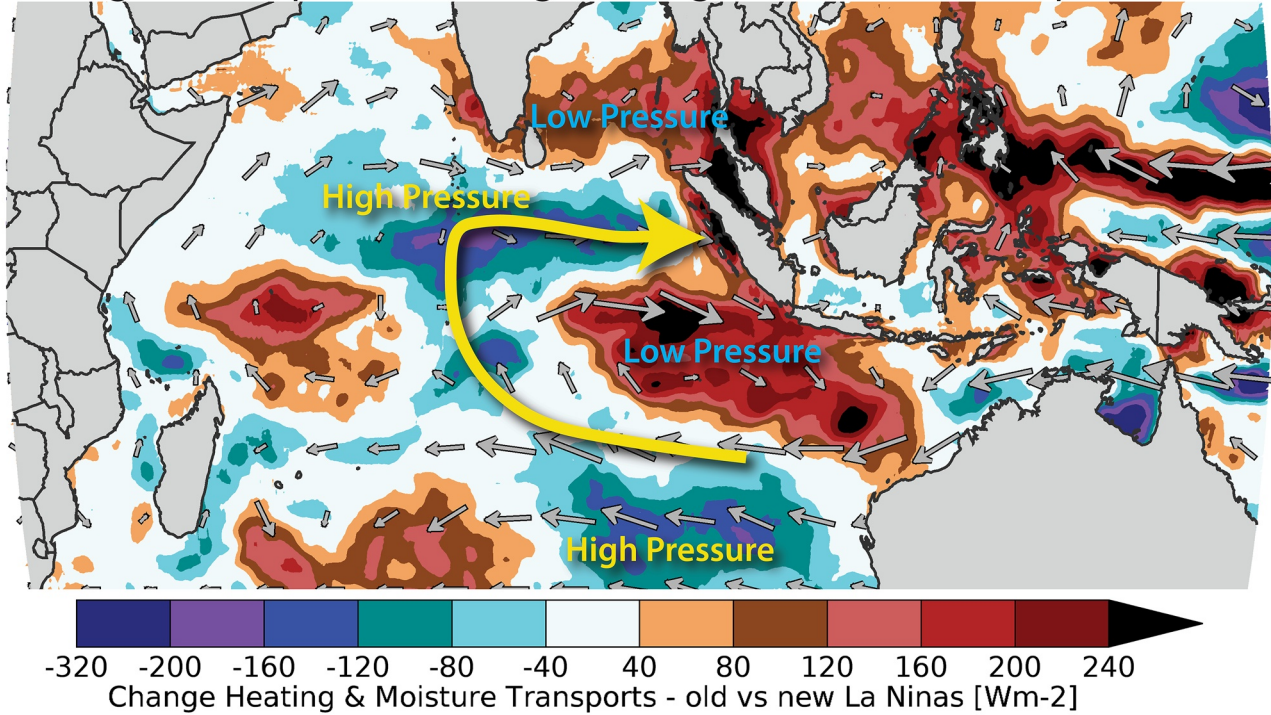 Low Pressure
High Pressure
Low Pressure
High Pressure
-320 -200 -160 -120 -80 -40 40 80 120 160 200 240
Change Heating & Moisture Transports - old vs new La Ninas [Wm-2]